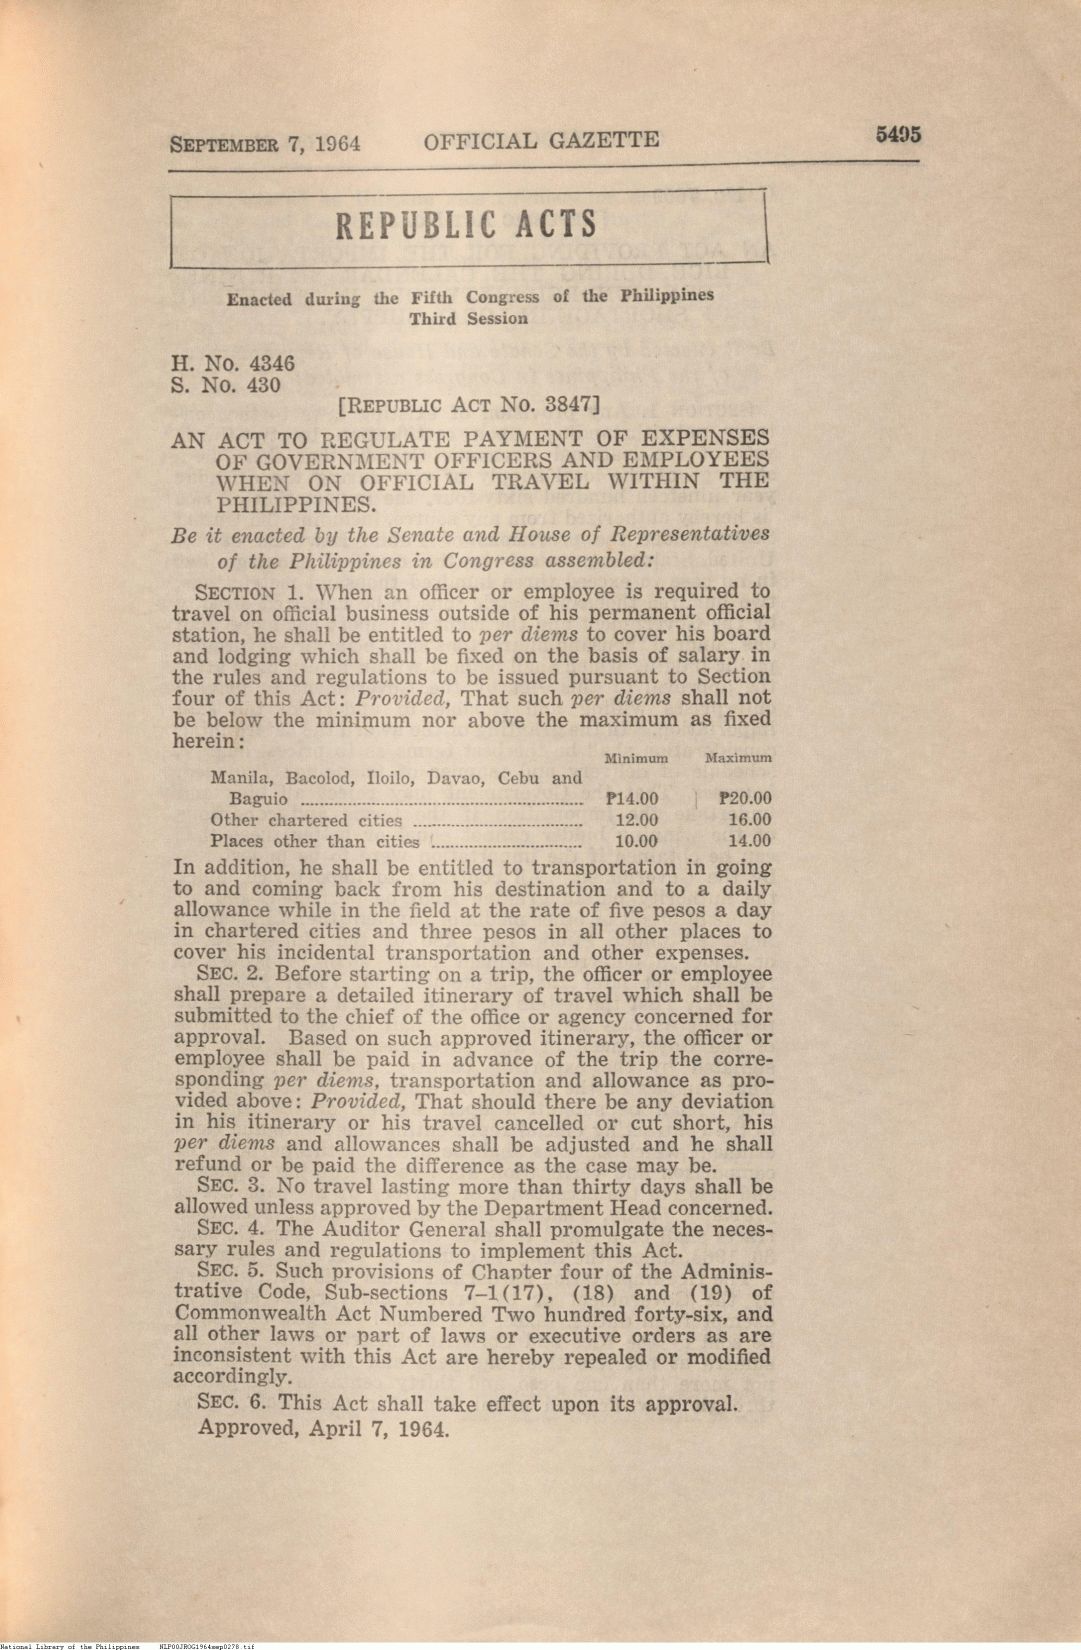 SEPTEMBER 7, 1964 OFFICIAL GAZETTE 5495
REPUBLIC ACTS
Enacted during the Fifth Congress of the Philippines
Third Session
H. No. 4346
S. No. 430
[REPUBLIC ACT NO. 3847]
AN ACT TO REGULATE PAYMENT OF EXPENSES
OF GOVERNMENT OFFICERS AND EMPLOYEES
WHEN ON OFFICIAL TRAVEL WITHIN THE
PHILIPPINES.
Be it enacted by the Senate and House of Representatives
of the Philippines in Congress assembled:
SECTION 1. When an officer or employee is required to
travel on official business outside of his permanent official
station, he shall be entitled to per diems to cover his board
and lodging which shall be fixed on the basis of salary in
the rules and regulations to be issued pursuant to Section
four of this Act: Provided, That such per diems shall not
be below the minimum nor above the maximum as fixed
herein:
Minimum Maximum
Manila, Bacolod, Iloilo, Davao, Cebu and
Baguio ........ ₱14.00 ₱20.00
Other chartered cities ........ 12.00 16.00
Places other than cities ........ 10.00 14.00
In addition, he shall be entitled to transportation in going
to and coming back from his destination and to a daily
allowance while in the field at the rate of five pesos a day
in chartered cities and three pesos in all other places to
cover his incidental transportation and other expenses.
SEC. 2. Before starting on a trip, the officer or employee
shall prepare a detailed itinerary of travel which shall be
submitted to the chief of the office or agency concerned for
approval. Based on such approved itinerary, the officer or
employee shall be paid in advance of the trip the corre-
sponding per diems, transportation and allowance as pro-
vided above: Provided, That should there be any deviation
in his itinerary or his travel cancelled or cut short, his
per diems and allowances shall be adjusted and he shall
refund or be paid the difference as the case may be.
SEC. 3. No travel lasting more than thirty days shall be
allowed unless approved by the Department Head concerned.
SEC. 4. The Auditor General shall promulgate the neces-
sary rules and regulations to implement this Act.
SEC. 5. Such provisions of Chapter four of the Adminis-
trative Code, Sub-sections 7–1(17), (18) and (19) of
Commonwealth Act Numbered Two hundred forty-six, and
all other laws or part of laws or executive orders as are
inconsistent with this Act are hereby repealed or modified
accordingly.
SEC. 6. This Act shall take effect upon its approval.
Approved, April 7, 1964.
National Library of the Philippines NLP00JROG1964sep0278.tif